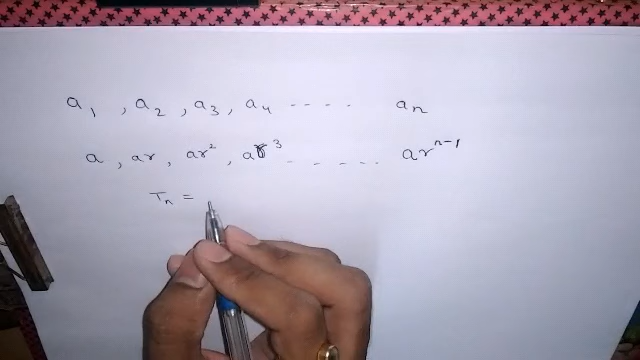 a₁ , a₂ , a₃ , a₄ ---- aₙ
a , ar , ar² , ar³ - - - - - - arⁿ⁻¹
Tₙ =